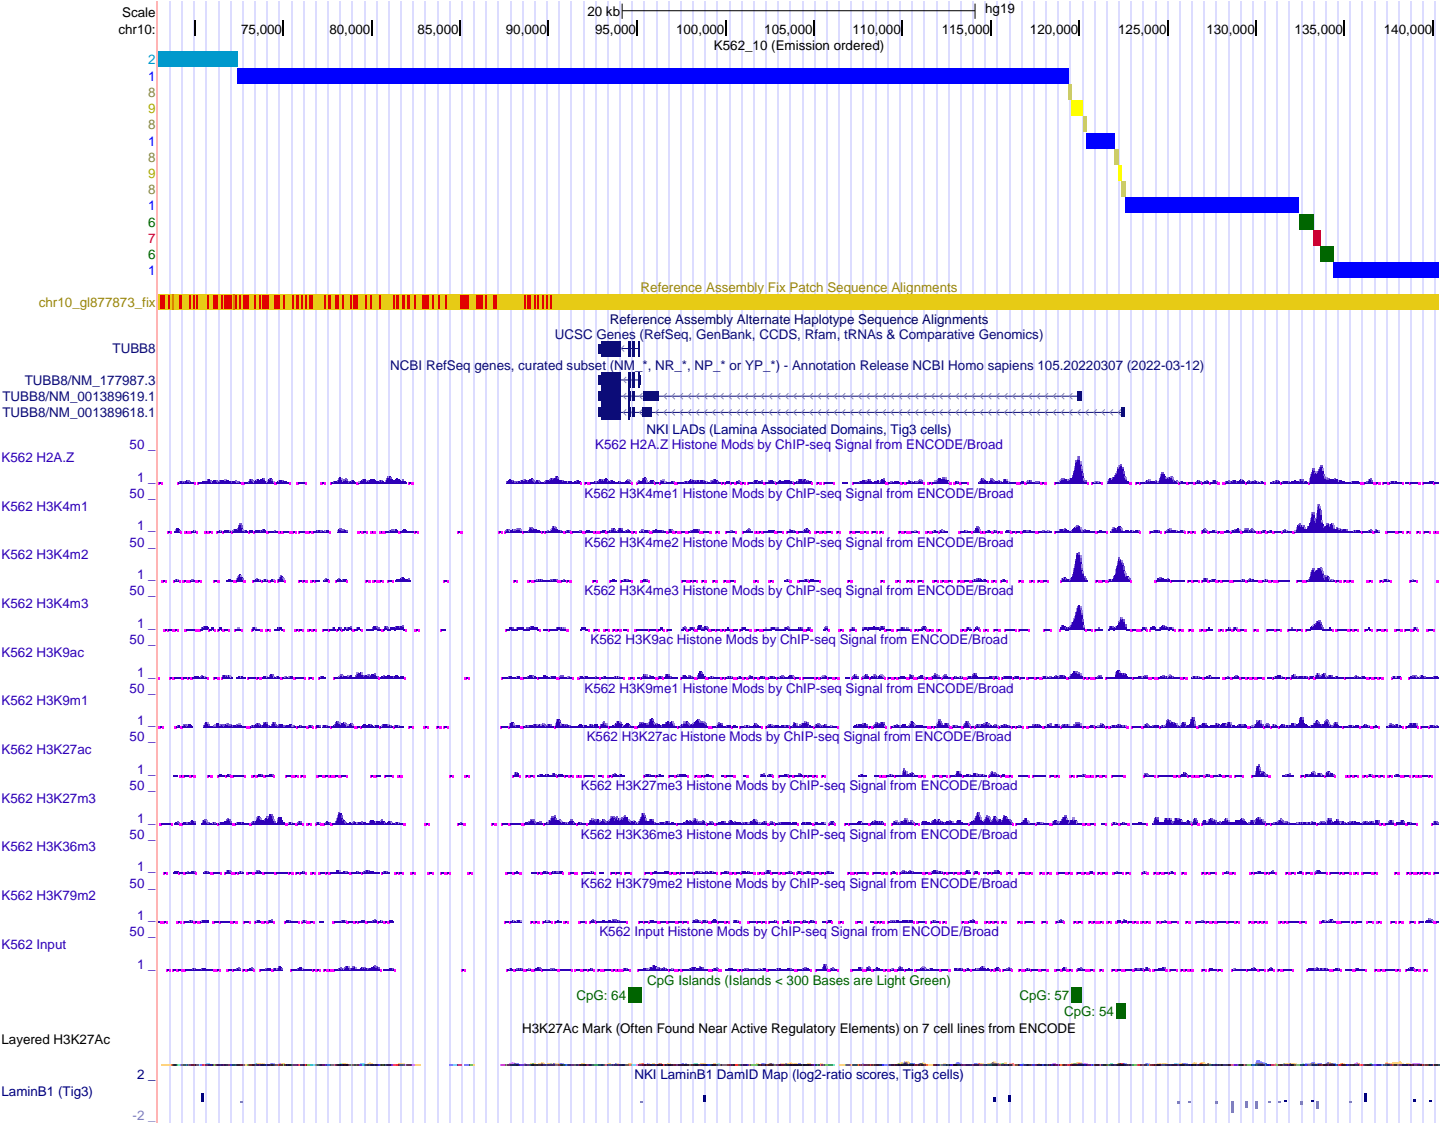 Scale 20 kb hg19
chr10: 75,000 80,000 85,000 90,000 95,000 100,000 105,000 110,000 115,000 120,000 125,000 130,000 135,000 140,000
K562_10 (Emission ordered)
2
1
8
9
8
1
8
9
8
1
6
7
6
1
Reference Assembly Fix Patch Sequence Alignments
chr10_gl877873_fix
Reference Assembly Alternate Haplotype Sequence Alignments
UCSC Genes (RefSeq, GenBank, CCDS, Rfam, tRNAs & Comparative Genomics)
TUBB8
NCBI RefSeq genes, curated subset (NM_*, NR_*, NP_* or YP_*) - Annotation Release NCBI Homo sapiens 105.20220307 (2022-03-12)
TUBB8/NM_177987.3
TUBB8/NM_001389619.1
TUBB8/NM_001389618.1
NKI LADs (Lamina Associated Domains, Tig3 cells)
K562 H2A.Z Histone Mods by ChIP-seq Signal from ENCODE/Broad
50 _
K562 H2A.Z
1 _
K562 H3K4me1 Histone Mods by ChIP-seq Signal from ENCODE/Broad
50 _
K562 H3K4m1
1 _
K562 H3K4me2 Histone Mods by ChIP-seq Signal from ENCODE/Broad
50 _
K562 H3K4m2
1 _
K562 H3K4me3 Histone Mods by ChIP-seq Signal from ENCODE/Broad
50 _
K562 H3K4m3
1 _
K562 H3K9ac Histone Mods by ChIP-seq Signal from ENCODE/Broad
50 _
K562 H3K9ac
1 _
K562 H3K9me1 Histone Mods by ChIP-seq Signal from ENCODE/Broad
50 _
K562 H3K9m1
1 _
K562 H3K27ac Histone Mods by ChIP-seq Signal from ENCODE/Broad
50 _
K562 H3K27ac
1 _
K562 H3K27me3 Histone Mods by ChIP-seq Signal from ENCODE/Broad
50 _
K562 H3K27m3
1 _
K562 H3K36me3 Histone Mods by ChIP-seq Signal from ENCODE/Broad
50 _
K562 H3K36m3
1 _
K562 H3K79me2 Histone Mods by ChIP-seq Signal from ENCODE/Broad
50 _
K562 H3K79m2
1 _
K562 Input Histone Mods by ChIP-seq Signal from ENCODE/Broad
50 _
K562 Input
1 _
CpG Islands (Islands < 300 Bases are Light Green)
CpG: 64 CpG: 57
CpG: 54
H3K27Ac Mark (Often Found Near Active Regulatory Elements) on 7 cell lines from ENCODE
Layered H3K27Ac
NKI LaminB1 DamID Map (log2-ratio scores, Tig3 cells)
2 _
LaminB1 (Tig3)
-2 _